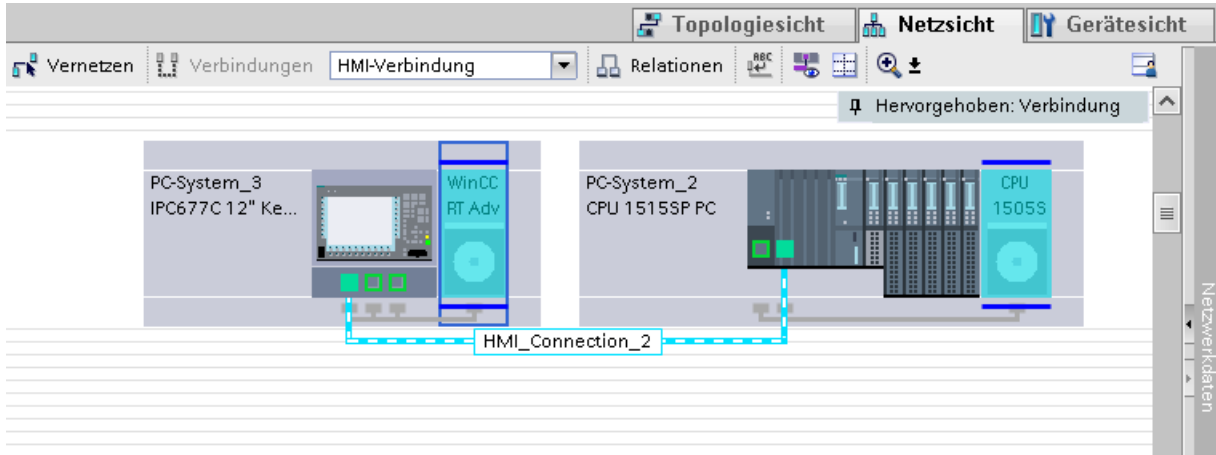 Topologiesicht Netzsicht Gerätesicht
Vernetzen Verbindungen HMI-Verbindung Relationen ABC
Hervorgehoben: Verbindung
PC-System_3
IPC677C 12" Ke...
WinCC
RT Adv
PC-System_2
CPU 1515SP PC
CPU
1505S
HMI_Connection_2
Netzwerkdaten